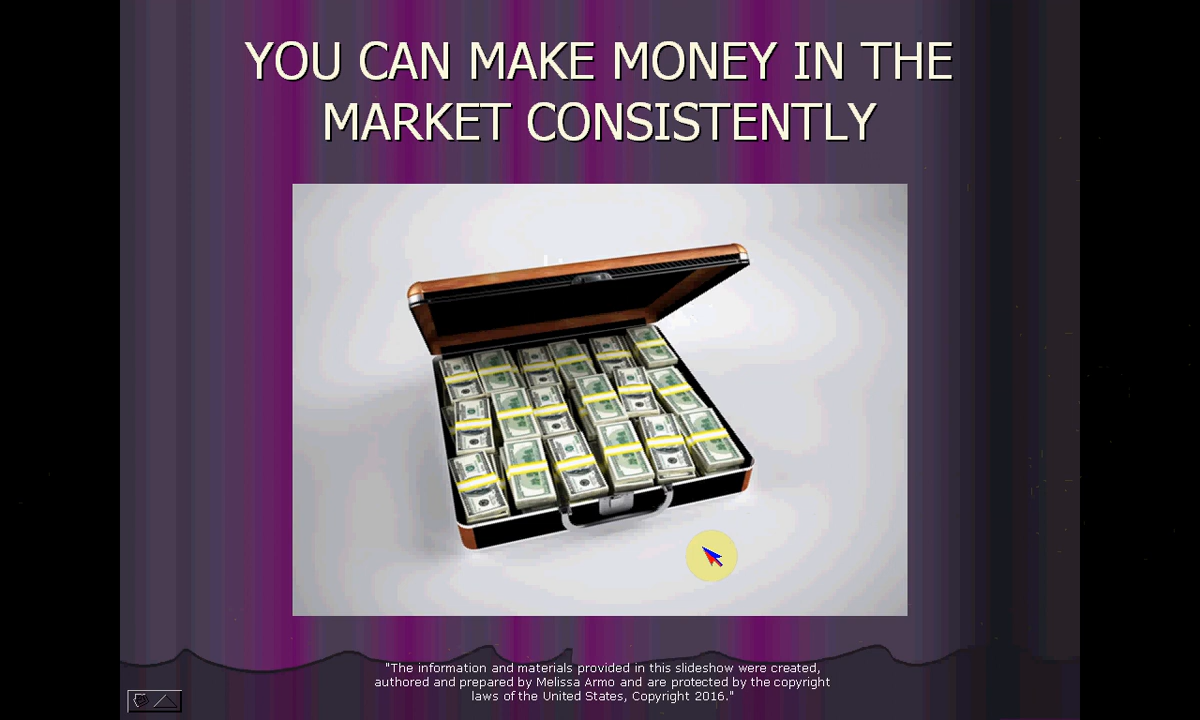 YOU CAN MAKE MONEY IN THE
MARKET CONSISTENTLY
"The information and materials provided in this slideshow were created,
authored and prepared by Melissa Armo and are protected by the copyright
laws of the United States, Copyright 2016."